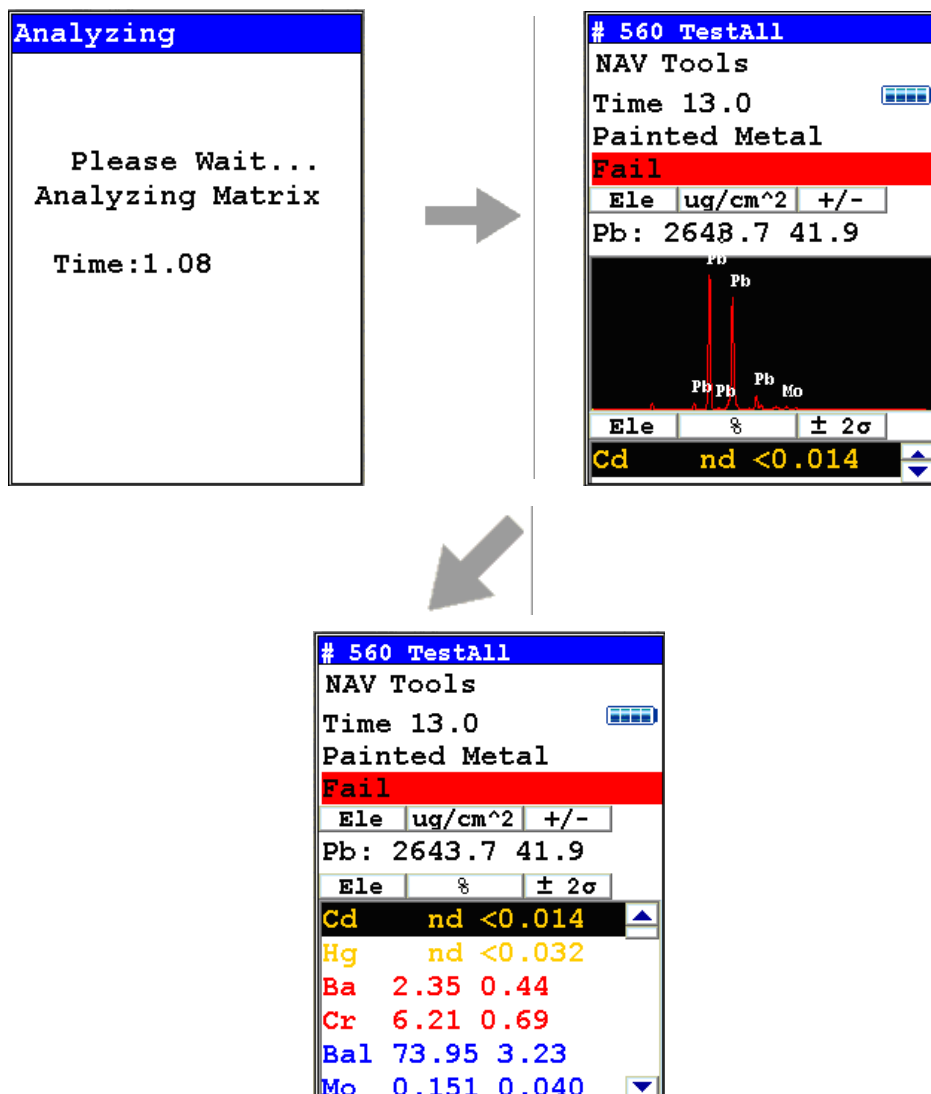 Analyzing
Please Wait...
Analyzing Matrix
Time:1.08
# 560 TestAll
NAV Tools
Time 13.0
Painted Metal
Fail
Ele ug/cm^2 +/-
Pb: 2643.7 41.9
Pb
Pb
Pb Pb Pb Mo
Ele % ± 2σ
Cd nd <0.014
# 560 TestAll
NAV Tools
Time 13.0
Painted Metal
Fail
Ele ug/cm^2 +/-
Pb: 2643.7 41.9
Ele % ± 2σ
Cd nd <0.014
Hg nd <0.032
Ba 2.35 0.44
Cr 6.21 0.69
Bal 73.95 3.23
Mo 0.151 0.040